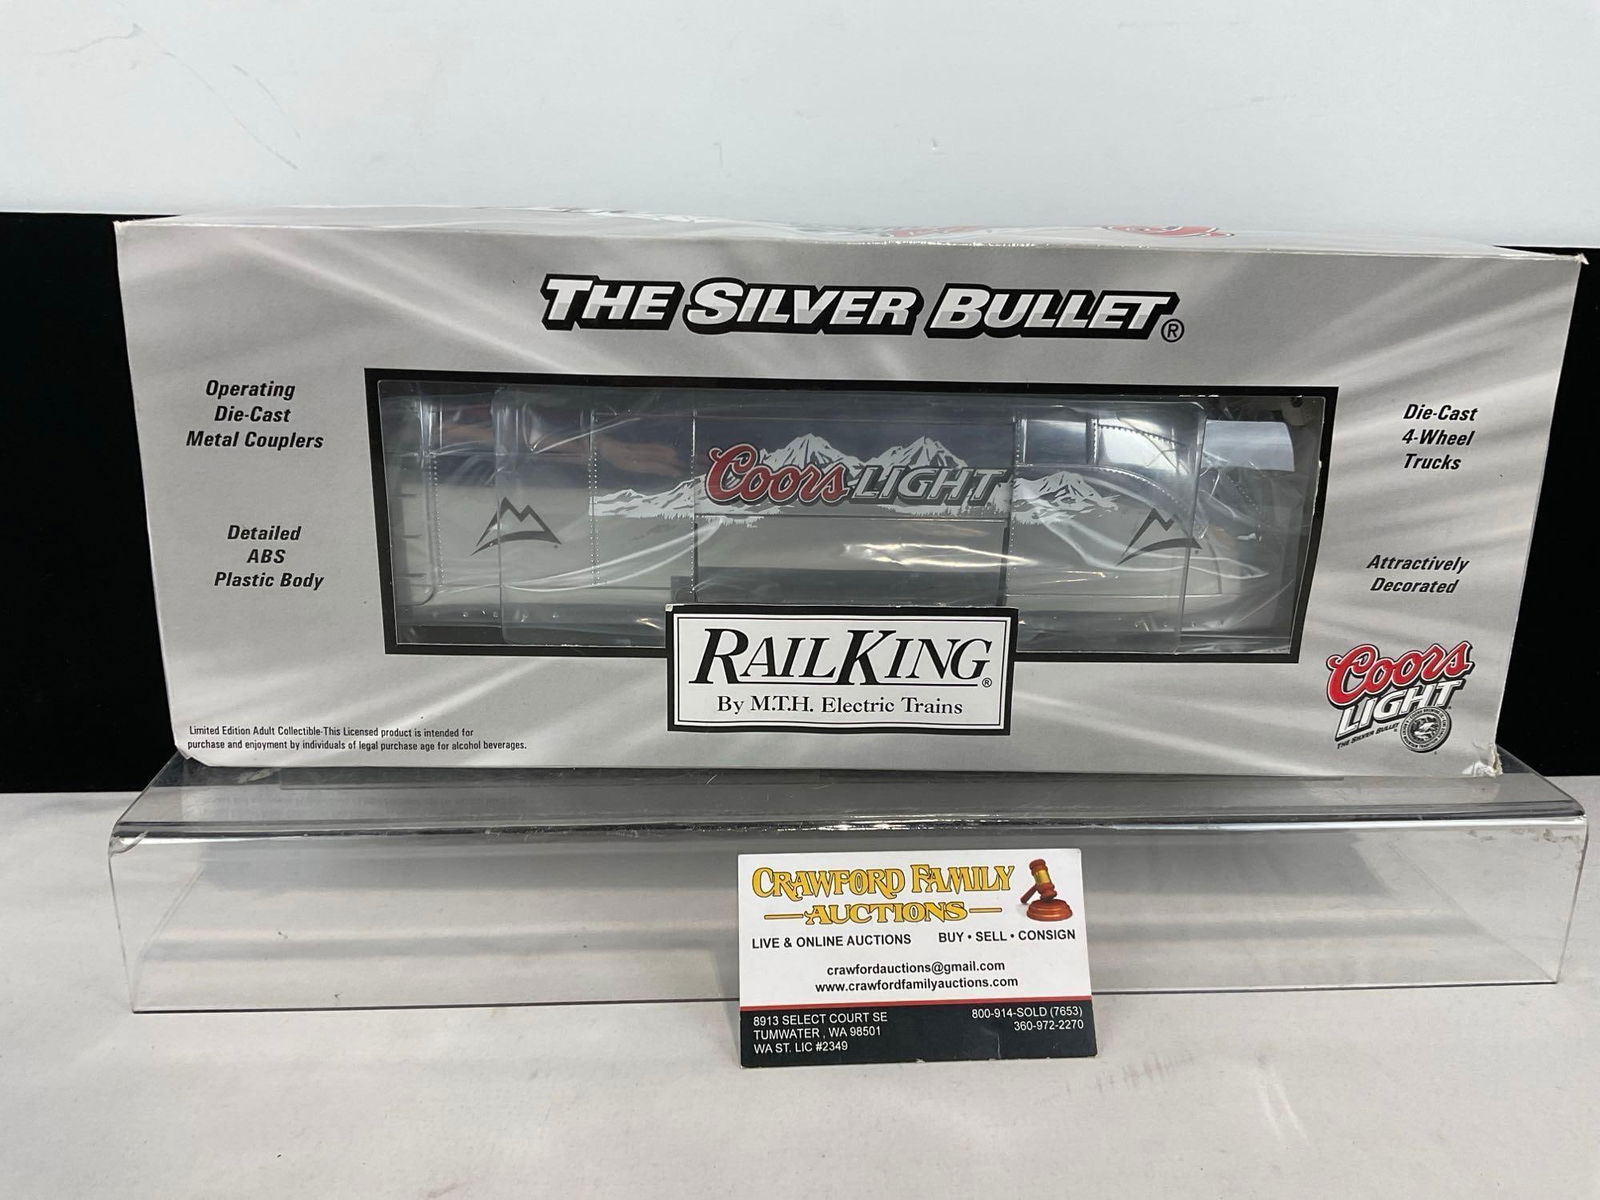 THE SILVER BULLET®
Operating
Die-Cast
Metal Couplers
Detailed
ABS
Plastic Body
Die-Cast
4-Wheel
Trucks
Attractively
Decorated
Coors LIGHT
RAILKING®
By M.T.H. Electric Trains
Coors
LIGHT
THE SILVER BULLET
Limited Edition Adult Collectible-This Licensed product is intended for
purchase and enjoyment by individuals of legal purchase age for alcohol beverages.
CRAWFORD FAMILY
AUCTIONS
LIVE & ONLINE AUCTIONS BUY • SELL • CONSIGN
crawfordauctions@gmail.com
www.crawfordfamilyauctions.com
8913 SELECT COURT SE
TUMWATER , WA 98501
WA ST. LIC #2349
800-914-SOLD (7653)
360-972-2270